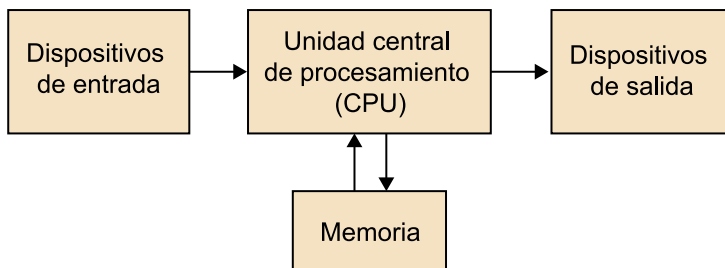 Dispositivos
de entrada
Unidad central
de procesamiento
(CPU)
Dispositivos
de salida
Memoria